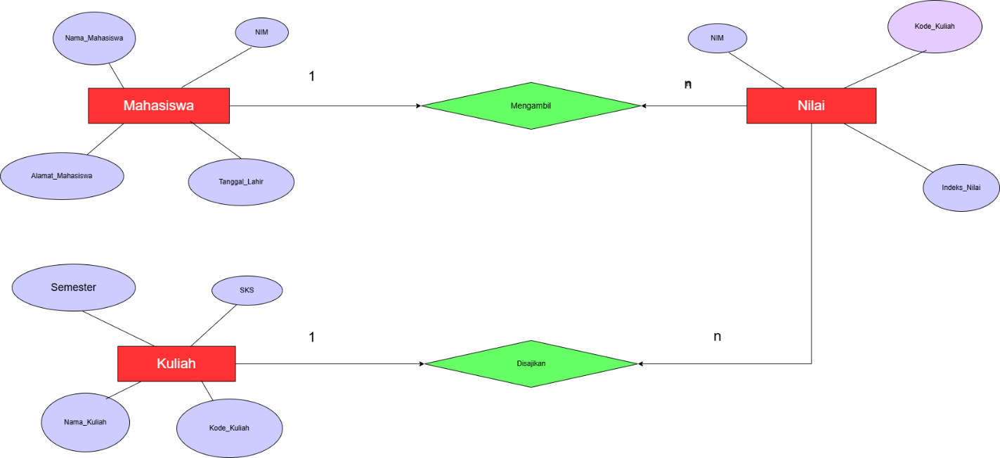 Nama_Mahasiswa
NIM
NIM
Kode_Kuliah
1
n
Mahasiswa
Mengambil
Nilai
Alamat_Mahasiswa
Tanggal_Lahir
Indeks_Nilai
Semester
SKS
1
n
Kuliah
Disajikan
Nama_Kuliah
Kode_Kuliah